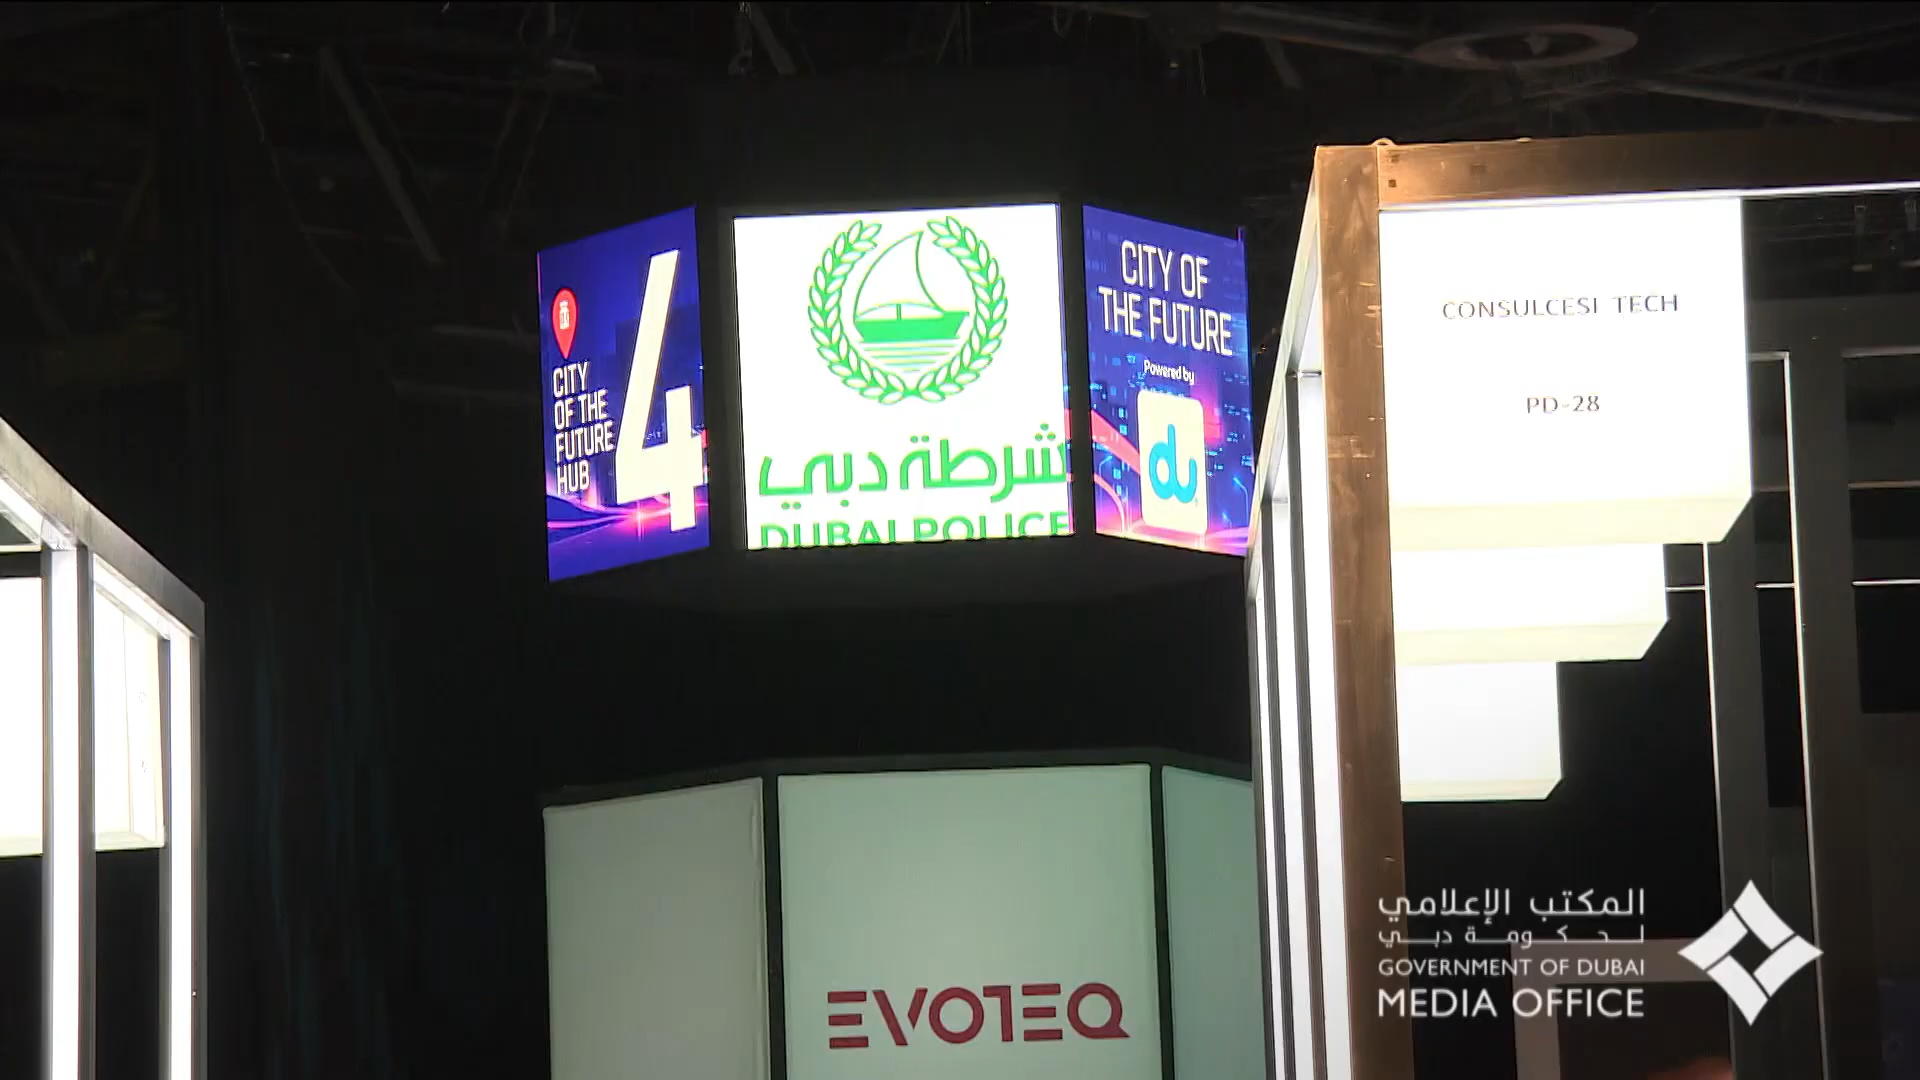 CITY
OF THE
FUTURE
HUB
4
شرطة دبي
DUBAI POLICE
CITY OF
THE FUTURE
Powered by
du
CONSULCESI TECH
PD-28
EVOTEQ
المكتب الإعلامي
لحكومة دبي
GOVERNMENT OF DUBAI
MEDIA OFFICE